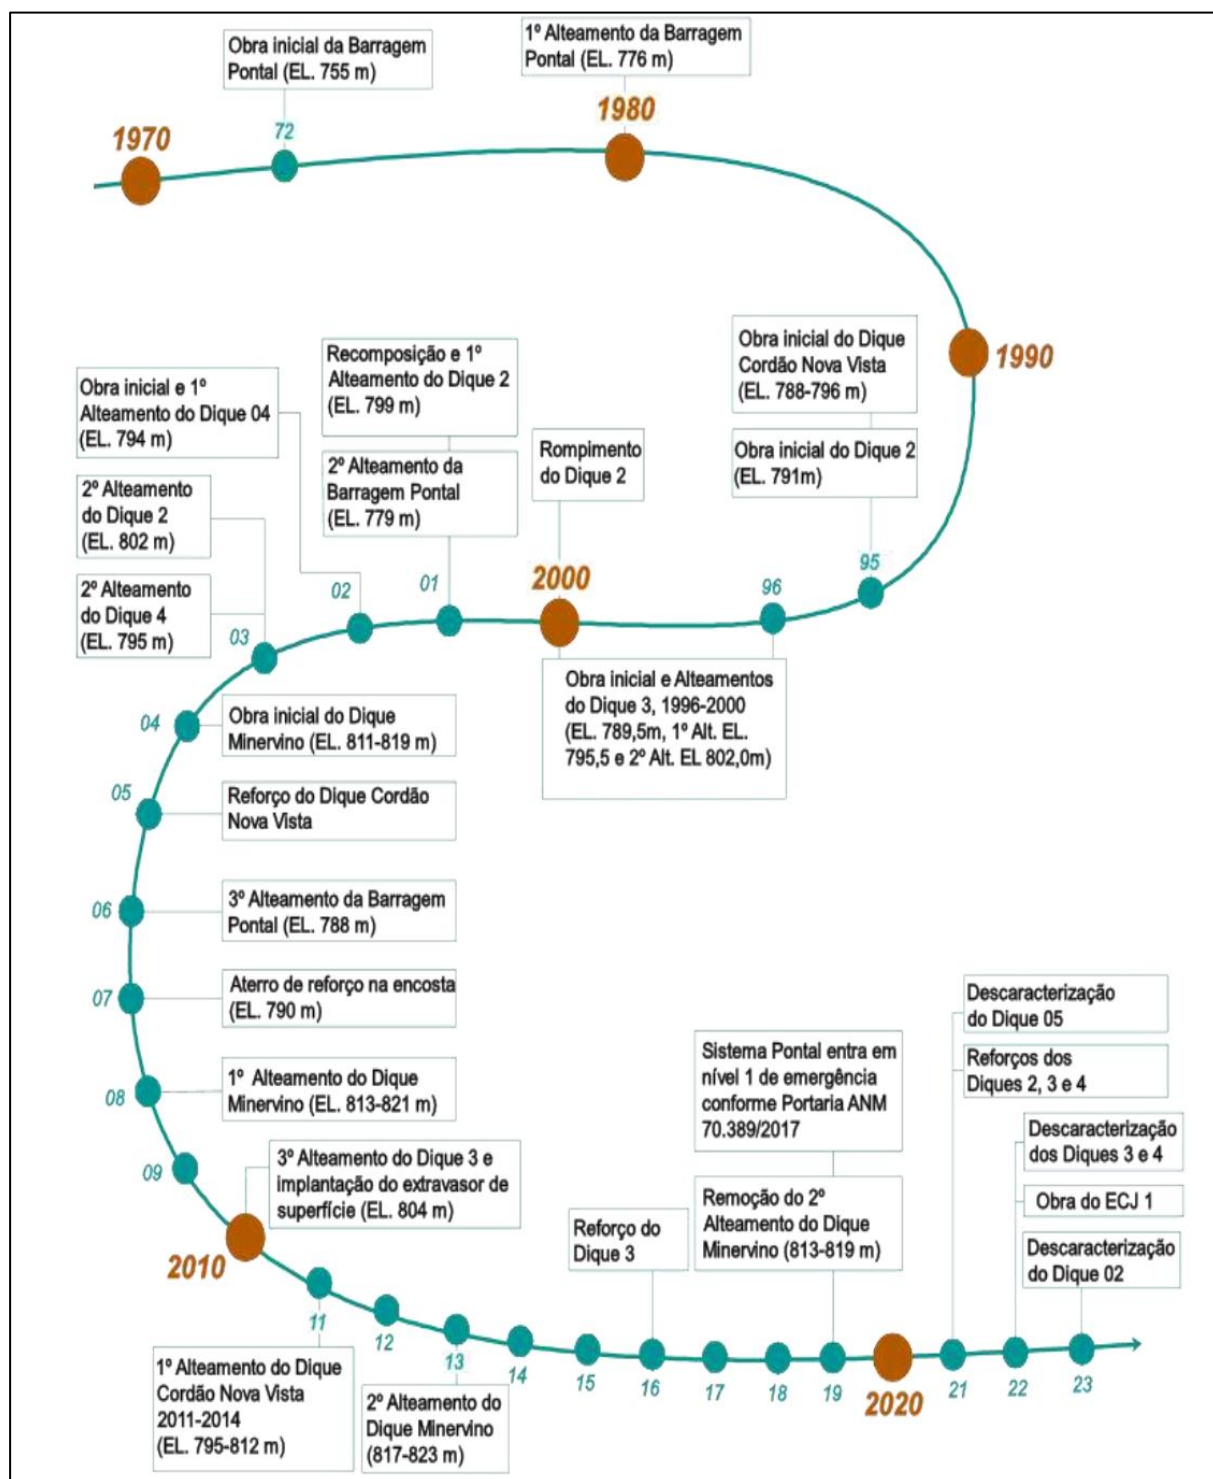 Obra inicial da Barragem
Pontal (EL. 755 m)
1º Alteamento da Barragem
Pontal (EL. 776 m)
1970
72
1980
1990
Obra inicial do Dique
Cordão Nova Vista
(EL. 788-796 m)
Obra inicial do Dique 2
(EL. 791m)
95
96
Rompimento
do Dique 2
2000
Obra inicial e Alteamentos
do Dique 3, 1996-2000
(EL. 789,5m, 1º Alt. EL.
795,5 e 2º Alt. EL 802,0m)
Recomposição e 1º
Alteamento do Dique 2
(EL. 799 m)
2º Alteamento da
Barragem Pontal
(EL. 779 m)
01
Obra inicial e 1º
Alteamento do Dique 04
(EL. 794 m)
02
2º Alteamento
do Dique 2
(EL. 802 m)
2º Alteamento
do Dique 4
(EL. 795 m)
03
04
Obra inicial do Dique
Minervino (EL. 811-819 m)
05
Reforço do Dique Cordão
Nova Vista
06
3º Alteamento da Barragem
Pontal (EL. 788 m)
07
Aterro de reforço na encosta
(EL. 790 m)
08
1º Alteamento do Dique
Minervino (EL. 813-821 m)
09
3º Alteamento do Dique 3 e
implantação do extravasor de
superfície (EL. 804 m)
2010
11
1º Alteamento do Dique
Cordão Nova Vista
2011-2014
(EL. 795-812 m)
12
13
2º Alteamento do
Dique Minervino
(817-823 m)
14
15
Reforço do
Dique 3
16
17
18
Sistema Pontal entra em
nível 1 de emergência
conforme Portaria ANM
70.389/2017
Remoção do 2º
Alteamento do Dique
Minervino (813-819 m)
19
2020
Descaracterização
do Dique 05
Reforços dos
Diques 2, 3 e 4
21
Descaracterização
dos Diques 3 e 4
Obra do ECJ 1
22
Descaracterização
do Dique 02
23